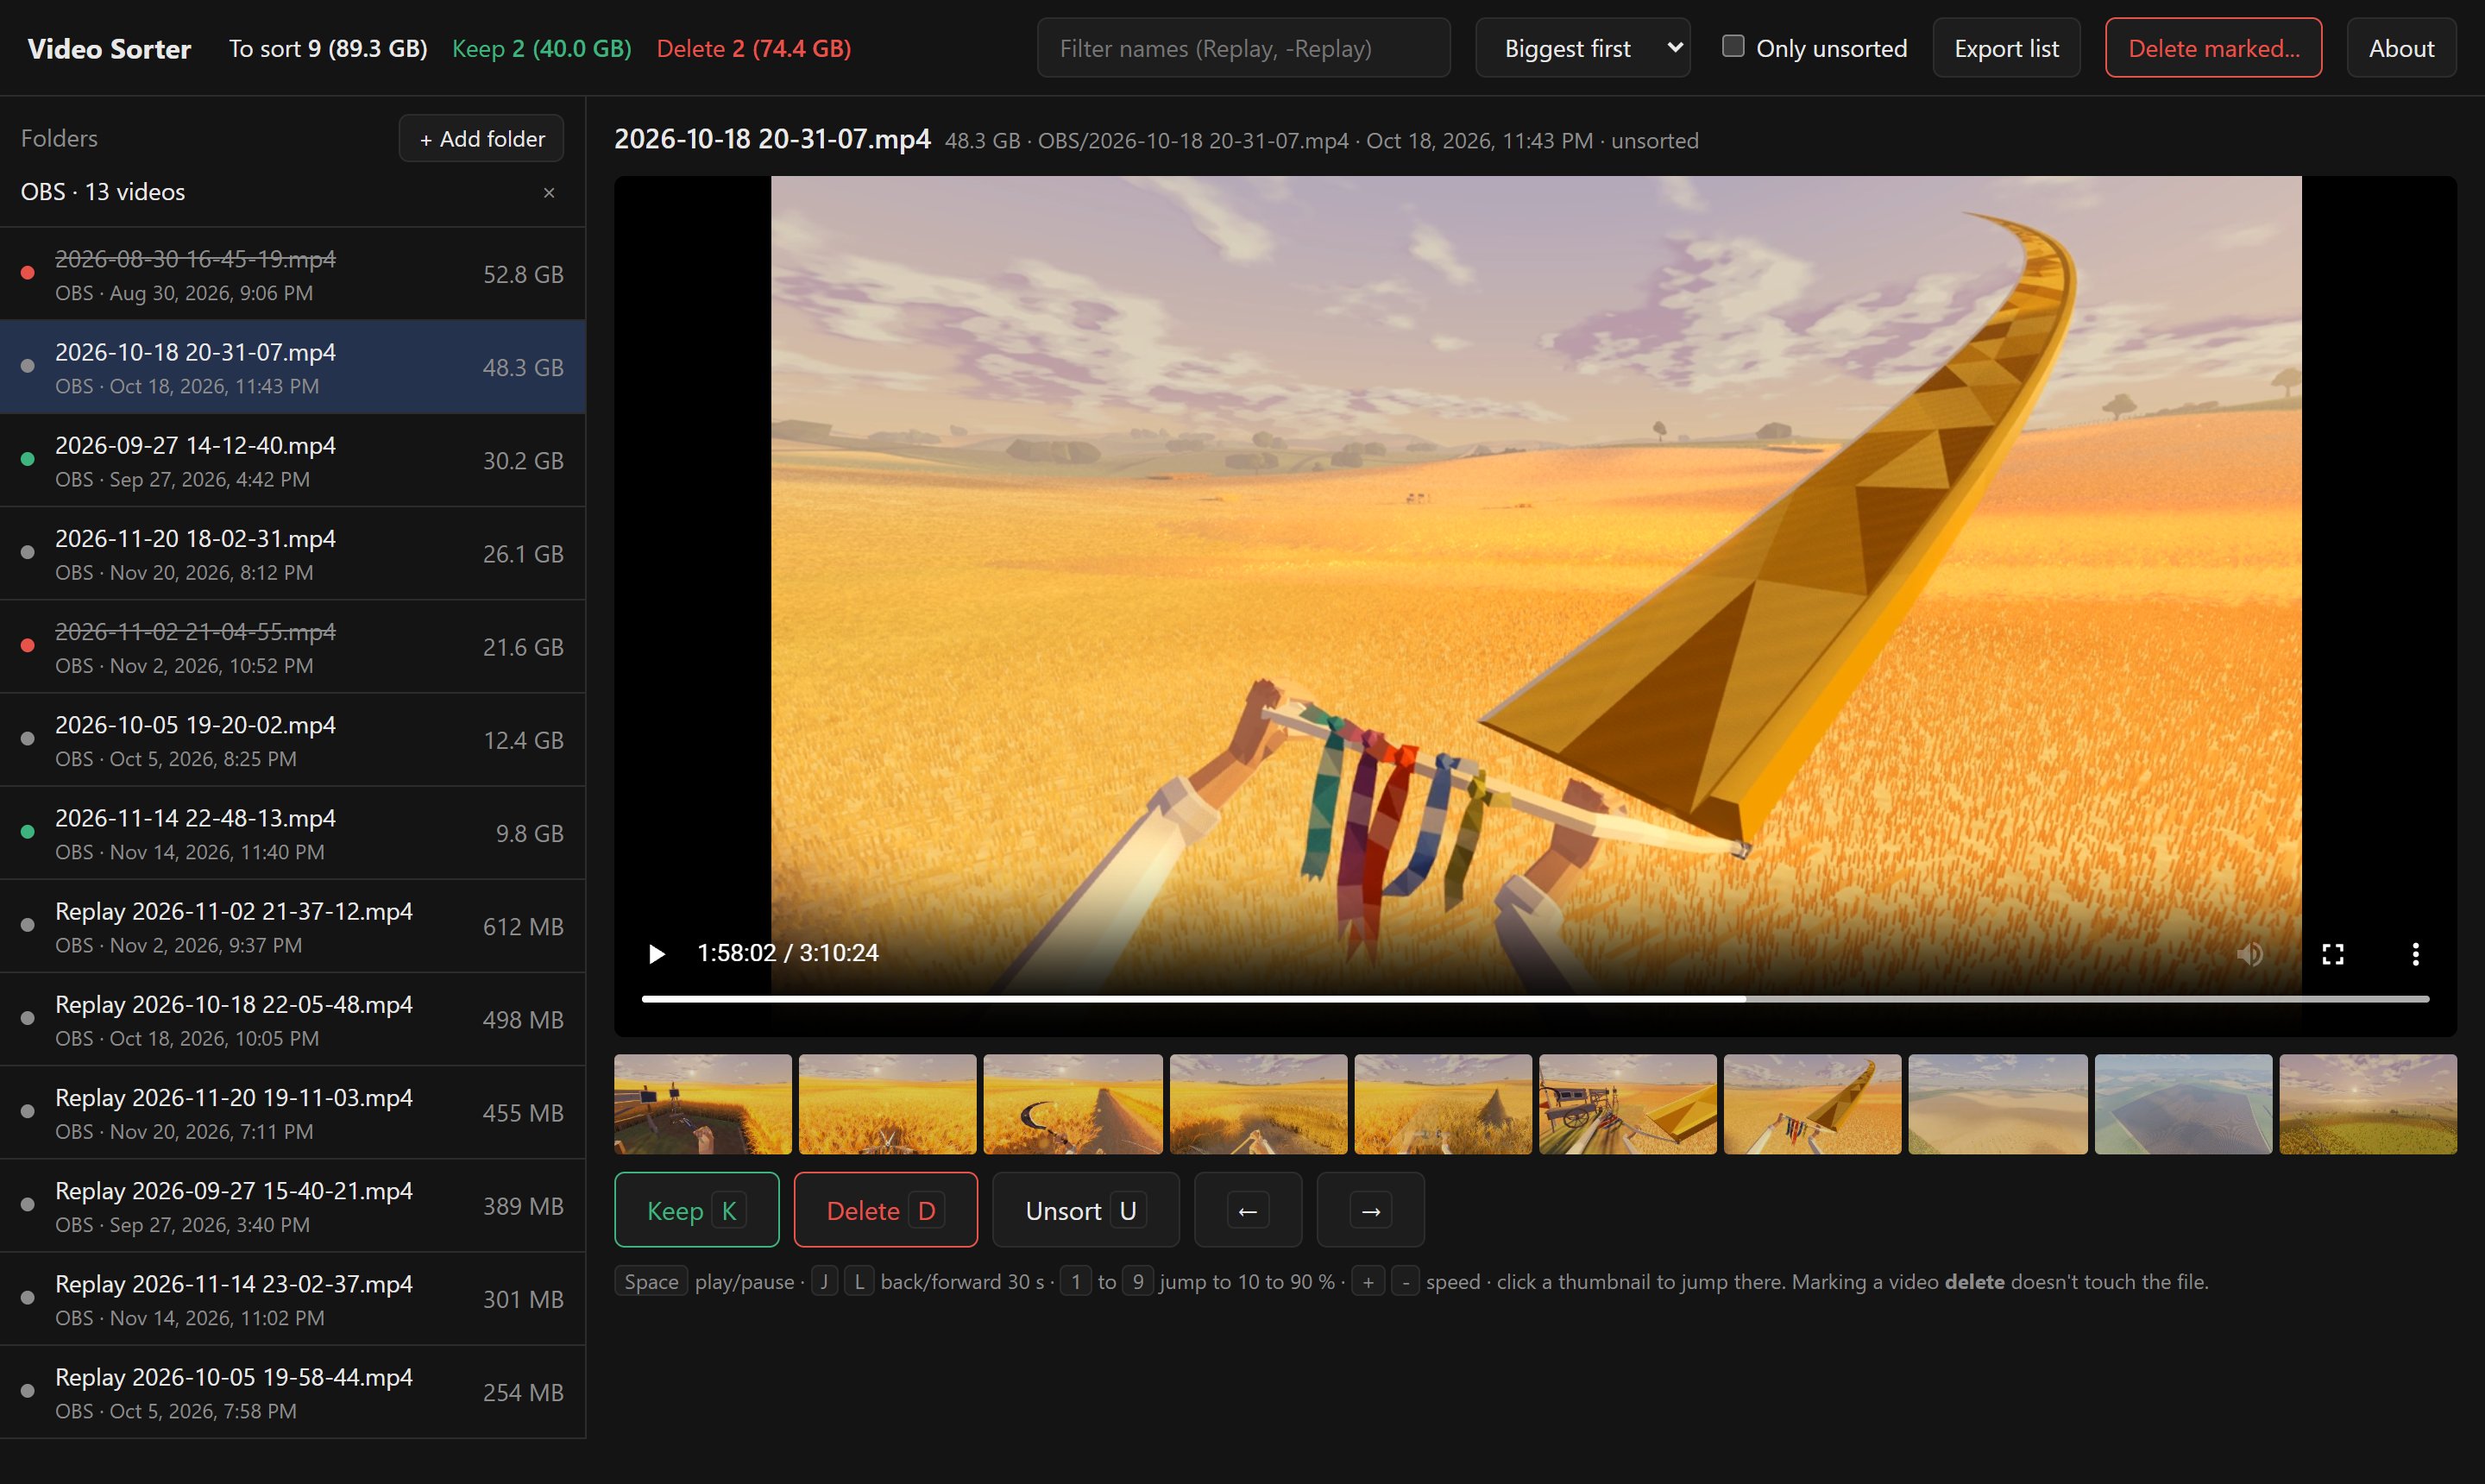 Video Sorter To sort 9 (89.3 GB) Keep 2 (40.0 GB) Delete 2 (74.4 GB) Filter names (Replay, -Replay) Biggest first Only unsorted Export list Delete marked... About
Folders + Add folder
OBS · 13 videos ×
2026-08-30 16-45-19.mp4 52.8 GB
OBS · Aug 30, 2026, 9:06 PM
2026-10-18 20-31-07.mp4 48.3 GB
OBS · Oct 18, 2026, 11:43 PM
2026-09-27 14-12-40.mp4 30.2 GB
OBS · Sep 27, 2026, 4:42 PM
2026-11-20 18-02-31.mp4 26.1 GB
OBS · Nov 20, 2026, 8:12 PM
2026-11-02 21-04-55.mp4 21.6 GB
OBS · Nov 2, 2026, 10:52 PM
2026-10-05 19-20-02.mp4 12.4 GB
OBS · Oct 5, 2026, 8:25 PM
2026-11-14 22-48-13.mp4 9.8 GB
OBS · Nov 14, 2026, 11:40 PM
Replay 2026-11-02 21-37-12.mp4 612 MB
OBS · Nov 2, 2026, 9:37 PM
Replay 2026-10-18 22-05-48.mp4 498 MB
OBS · Oct 18, 2026, 10:05 PM
Replay 2026-11-20 19-11-03.mp4 455 MB
OBS · Nov 20, 2026, 7:11 PM
Replay 2026-09-27 15-40-21.mp4 389 MB
OBS · Sep 27, 2026, 3:40 PM
Replay 2026-11-14 23-02-37.mp4 301 MB
OBS · Nov 14, 2026, 11:02 PM
Replay 2026-10-05 19-58-44.mp4 254 MB
OBS · Oct 5, 2026, 7:58 PM
2026-10-18 20-31-07.mp4 48.3 GB · OBS/2026-10-18 20-31-07.mp4 · Oct 18, 2026, 11:43 PM · unsorted
1:58:02 / 3:10:24
Keep K Delete D Unsort U ← →
Space play/pause · J L back/forward 30 s · 1 to 9 jump to 10 to 90 % · + - speed · click a thumbnail to jump there. Marking a video delete doesn't touch the file.